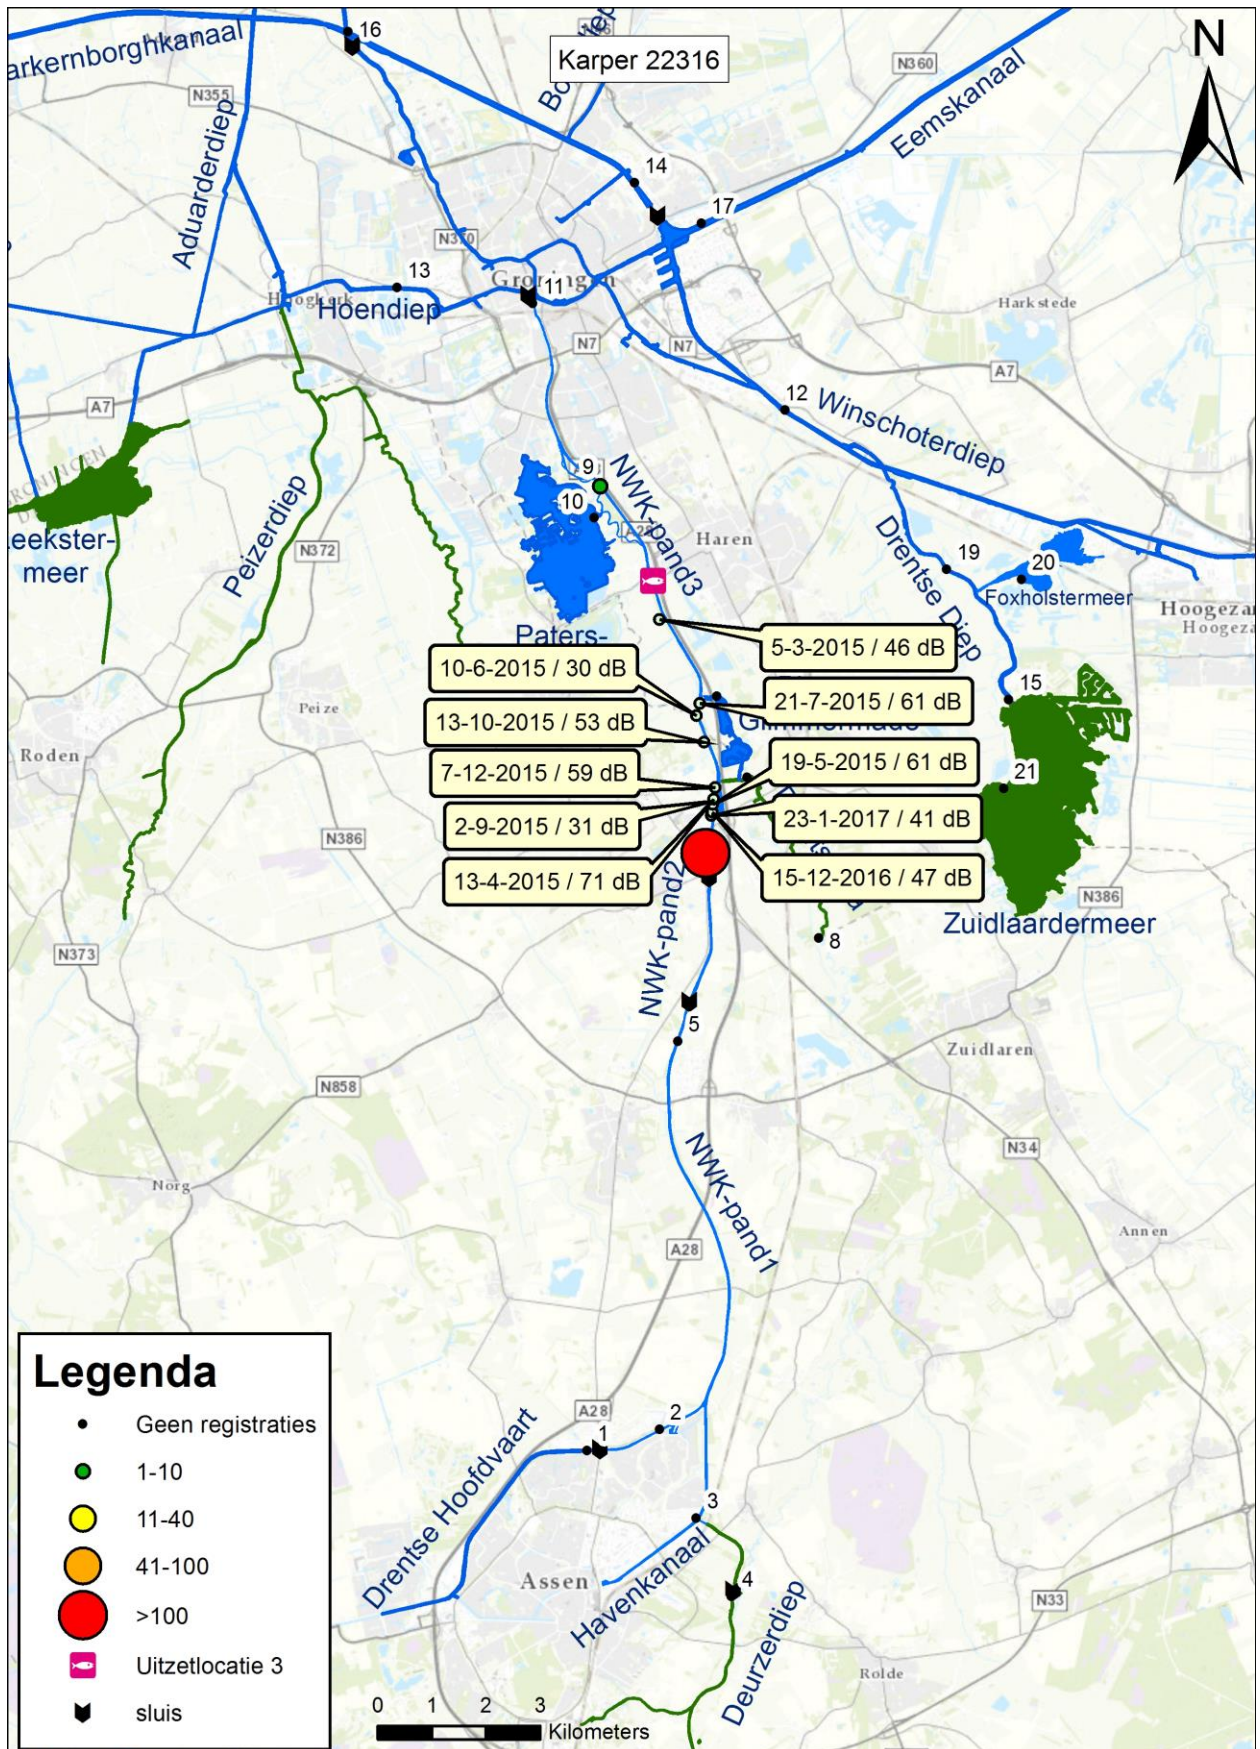 16
arkernborghkanaal
Karper 22316
N
N360
N355
Eemskanaal
Aduarderdiep
14
17
N370
13
Groningen
11
Hoogkerk
Hoendiep
Harkstede
N7
N7
A7
A7
12
Winschoterdiep
9
NWK-pand3
10
A28
Haren
Drentse Diep
19
20
Foxholstermeer
Peizerdiep
N372
eekster-
meer
Hoogezan
Hoogeza
Paters-
5-3-2015 / 46 dB
10-6-2015 / 30 dB
21-7-2015 / 61 dB
15
Peize
13-10-2015 / 53 dB
Roden
19-5-2015 / 61 dB
7-12-2015 / 59 dB
21
23-1-2017 / 41 dB
2-9-2015 / 31 dB
N386
13-4-2015 / 71 dB
15-12-2016 / 47 dB
N386
NWK-pand2
Zuidlaardermeer
8
N373
5
Zuidlaren
N858
NWK-pand1
N34
Norg
Annen
A28
Legenda
Geen registraties
1-10
11-40
41-100
>100
Uitzetlocatie 3
sluis
A28
2
1
Drentse Hoofdvaart
3
Assen
Havenkanaal
4
Deurzerdiep
N33
Rolde
0 1 2 3
Kilometers